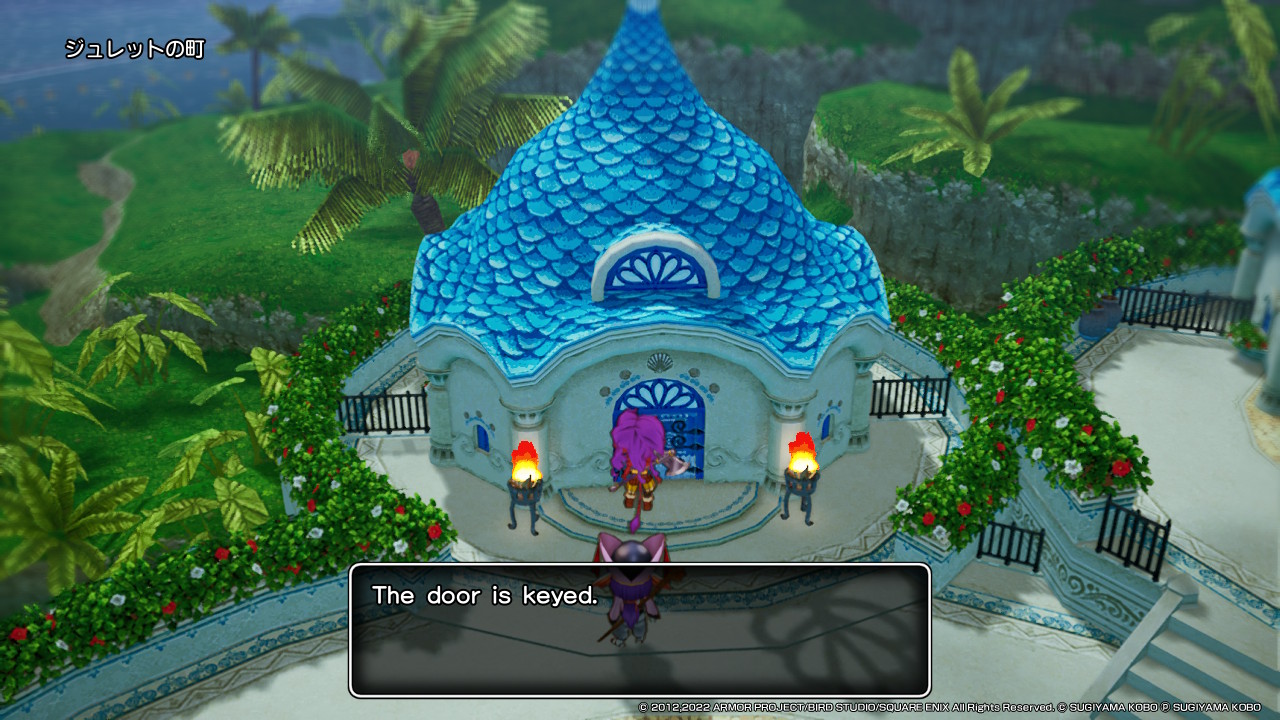 ジュレットの町
The door is keyed.
© 2012,2022 ARMOR PROJECT/BIRD STUDIO/SQUARE ENIX All Rights Reserved. © SUGIYAMA KOBO ℗ SUGIYAMA KOBO